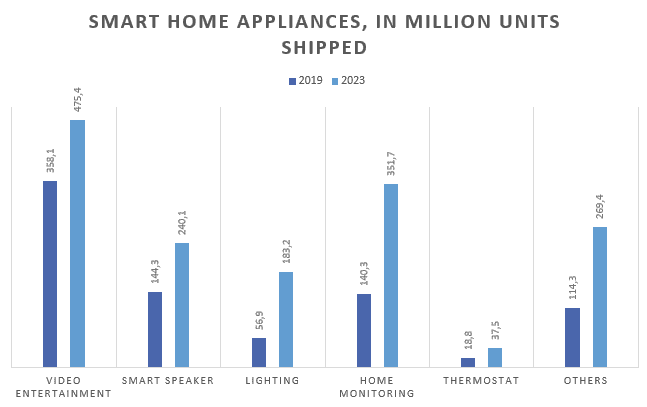 SMART HOME APPLIANCES, IN MILLION UNITS
SHIPPED
2019 2023
358,1
475,4
144,3
240,1
56,9
183,2
140,3
351,7
18,8
37,5
114,3
269,4
VIDEO
ENTERTAINMENT
SMART SPEAKER
LIGHTING
HOME
MONITORING
THERMOSTAT
OTHERS